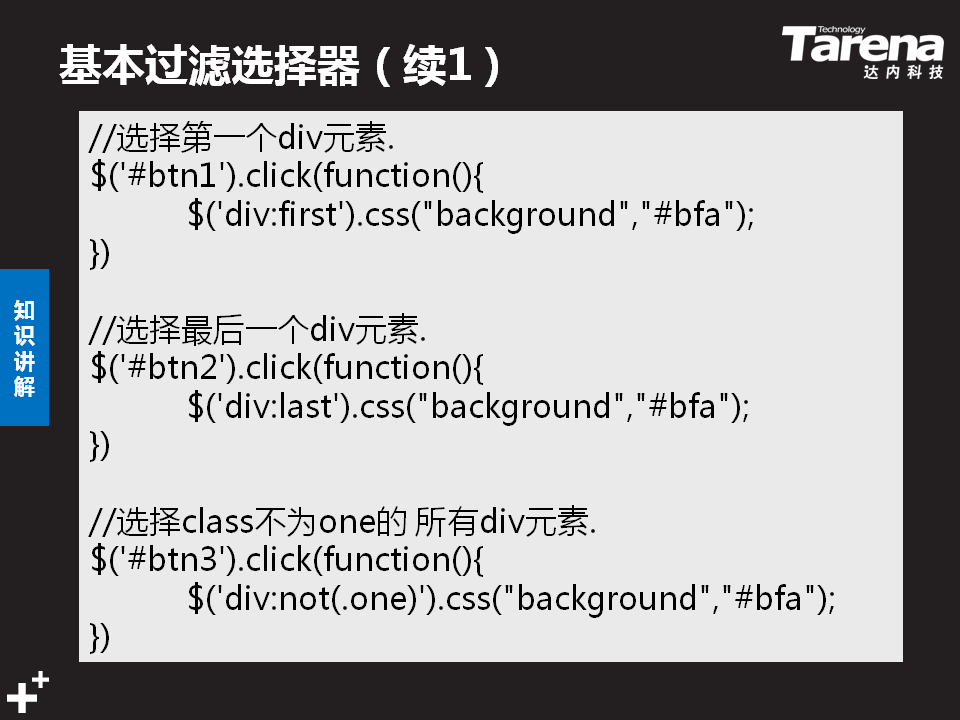 基本过滤选择器（续1）
Technology
Tarena
达内科技
//选择第一个div元素.
$('#btn1').click(function(){
$('div:first').css("background","#bfa");
})
//选择最后一个div元素.
$('#btn2').click(function(){
$('div:last').css("background","#bfa");
})
//选择class不为one的 所有div元素.
$('#btn3').click(function(){
$('div:not(.one)').css("background","#bfa");
})
知识讲解